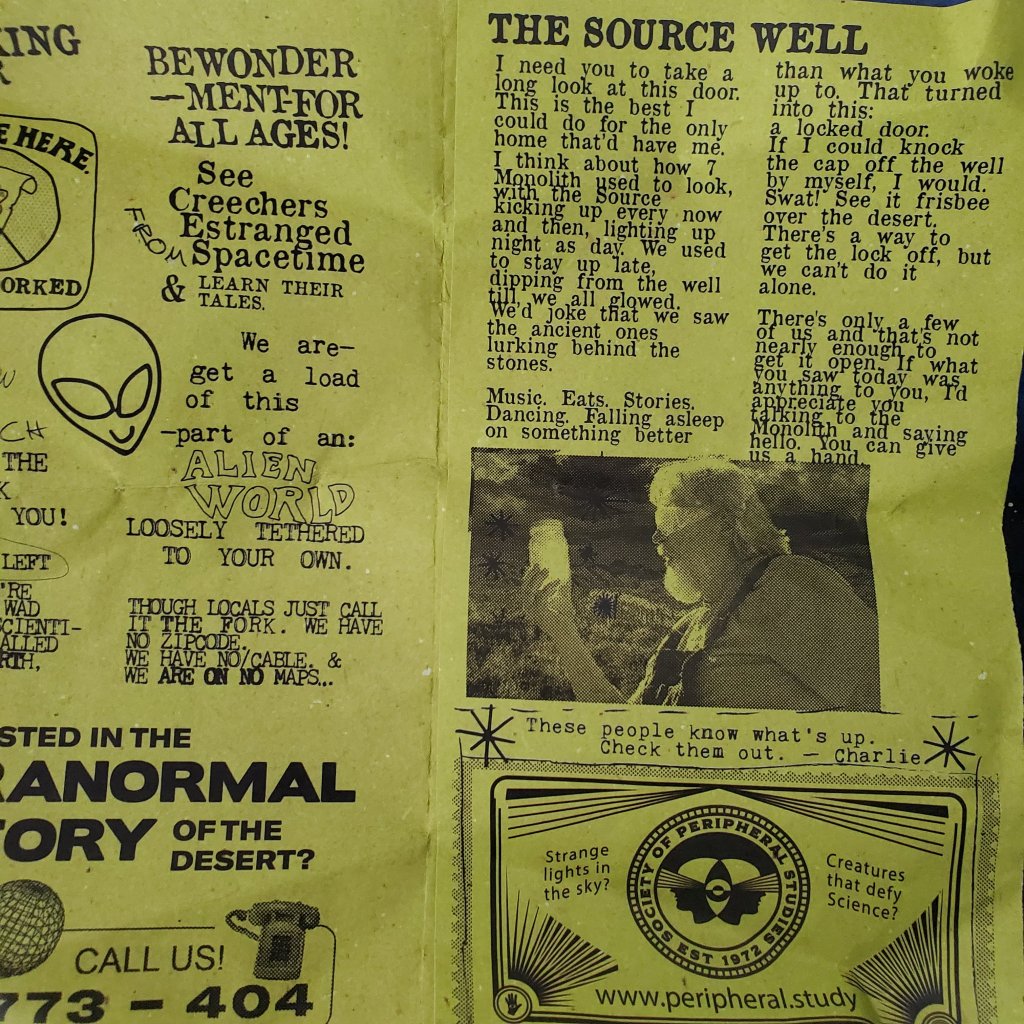 KING
R
E HERE.
ORKED
CH
THE
K
YOU!
LEFT
'RE
WAD
SCIENTI-
ALLED
RTH,
BEWONDER
—MENT-FOR
ALL AGES!
See
Creechers
Estranged
FROM Spacetime
& LEARN THEIR
TALES.
We are—
get a load
of this
—part of an:
ALIEN
WORLD
LOOSELY TETHERED
TO YOUR OWN.
THOUGH LOCALS JUST CALL
IT THE FORK. WE HAVE
NO ZIPCODE.
WE HAVE NO/CABLE. &
WE ARE ON NO MAPS...
STED IN THE
RANORMAL
TORY OF THE
DESERT?
CALL US!
773 - 404
THE SOURCE WELL
I need you to take a
long look at this door.
This is the best I
could do for the only
home that'd have me.
I think about how 7
Monolith used to look,
with the Source
kicking up every now
and then, lighting up
night as day. We used
to stay up late,
dipping from the well
till we all glowed.
We'd joke that we saw
the ancient ones
lurking behind the
stones.
Music. Eats. Stories.
Dancing. Falling asleep
on something better
than what you woke
up to. That turned
into this:
a locked door.
If I could knock
the cap off the well
by myself, I would.
Swat! See it frisbee
over the desert.
There's a way to
get the lock off, but
we can't do it
alone.
There's only a few
of us and that's not
nearly enough to
get it open. If what
you saw today was
anything to you, I'd
appreciate you
talking to the
Monolith and saying
hello. You can give
us a hand.
These people know what's up.
Check them out. — Charlie
Strange
lights in
the sky?
SOCIETY OF PERIPHERAL STUDIES
EST 1972
Creatures
that defy
Science?
www.peripheral.study